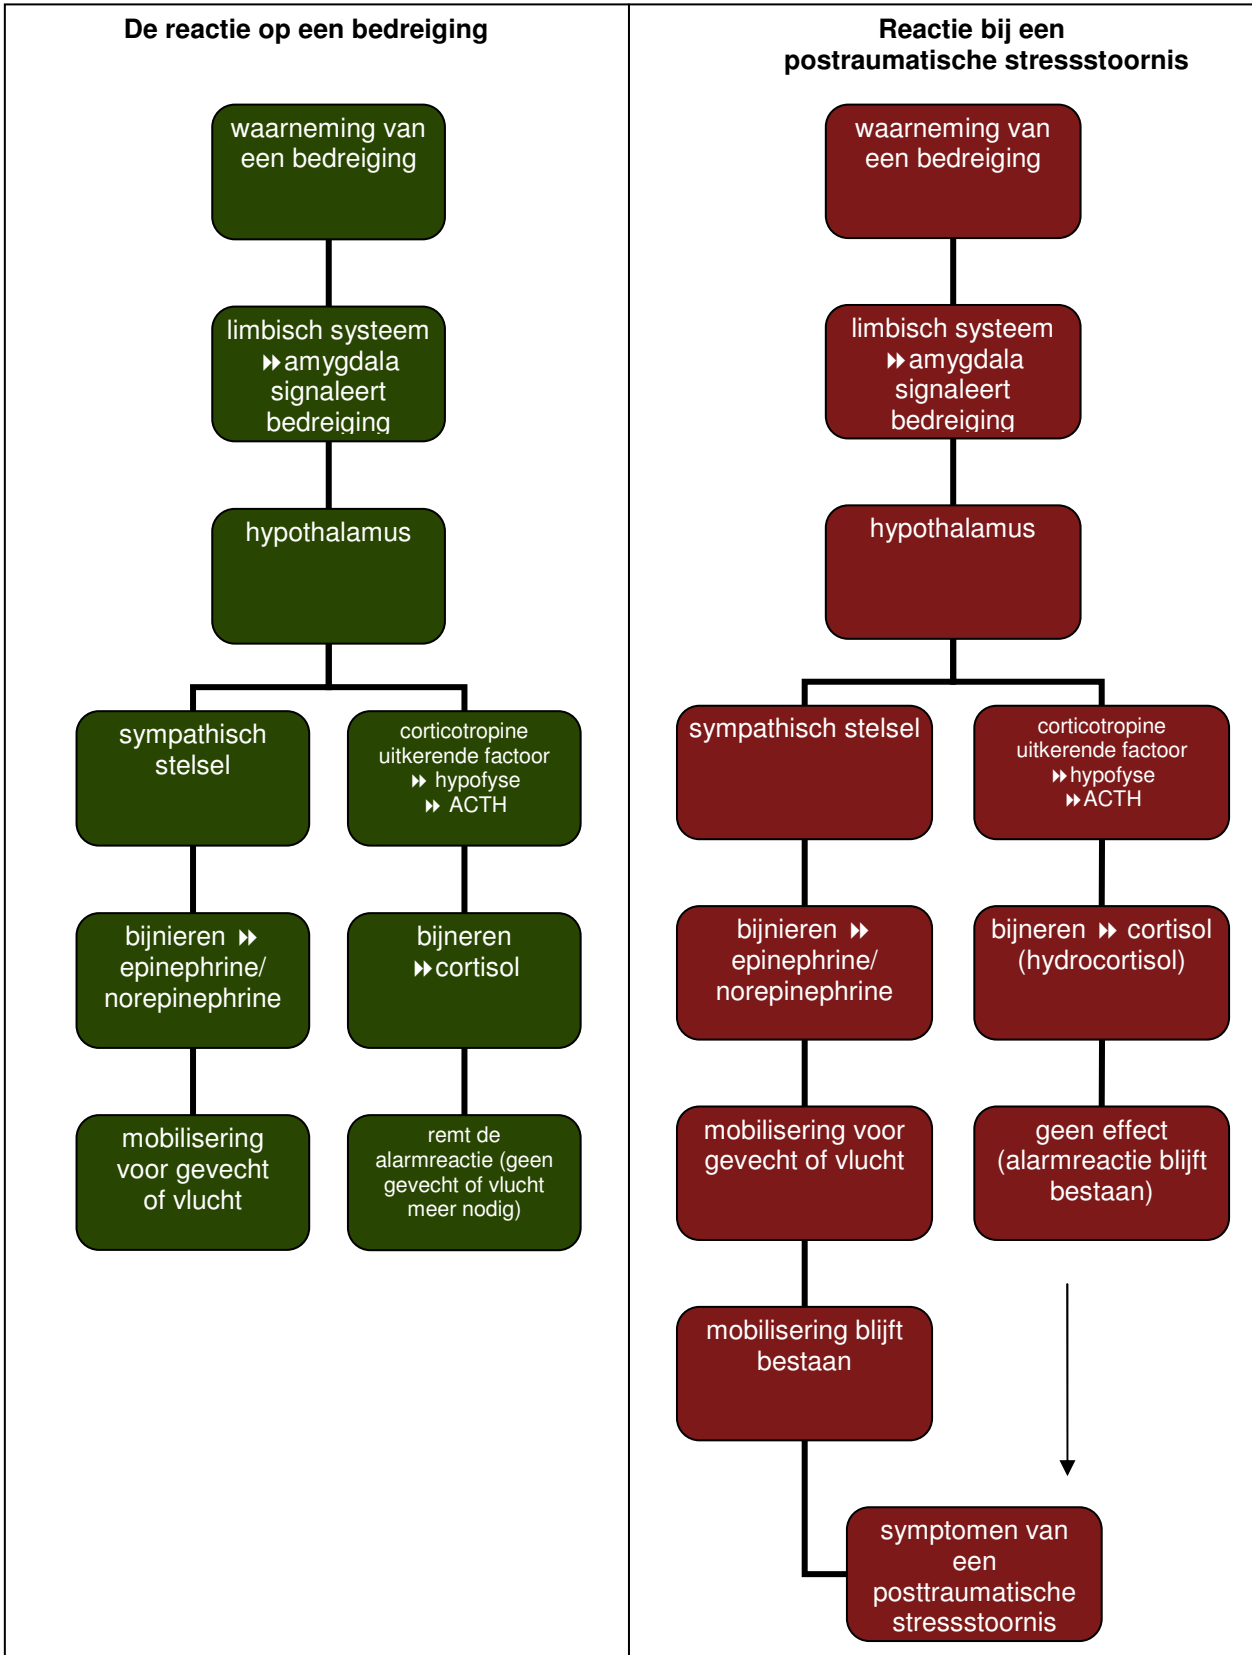 De reactie op een bedreiging
waarneming van
een bedreiging
limbisch systeem
▸▸amygdala
signaleert
bedreiging
hypothalamus
sympathisch
stelsel
corticotropine
uitkerende factoor
▸▸ hypofyse
▸▸ ACTH
bijnieren ▸▸
epinephrine/
norepinephrine
bijneren
▸▸cortisol
mobilisering
voor gevecht
of vlucht
remt de
alarmreactie (geen
gevecht of vlucht
meer nodig)
Reactie bij een
postraumatische stressstoornis
waarneming van
een bedreiging
limbisch systeem
▸▸amygdala
signaleert
bedreiging
hypothalamus
sympathisch stelsel
corticotropine
uitkerende factoor
▸▸hypofyse
▸▸ACTH
bijnieren ▸▸
epinephrine/
norepinephrine
bijneren ▸▸ cortisol
(hydrocortisol)
mobilisering voor
gevecht of vlucht
geen effect
(alarmreactie blijft
bestaan)
mobilisering blijft
bestaan
symptomen van
een
posttraumatische
stressstoornis